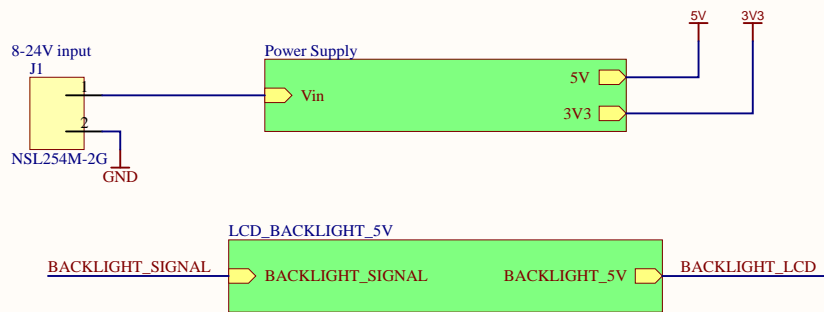 5V
3V3
8-24V input
J1
Power Supply
1
Vin
5V
2
3V3
NSL254M-2G
GND
LCD_BACKLIGHT_5V
BACKLIGHT_SIGNAL
BACKLIGHT_SIGNAL
BACKLIGHT_5V
BACKLIGHT_LCD